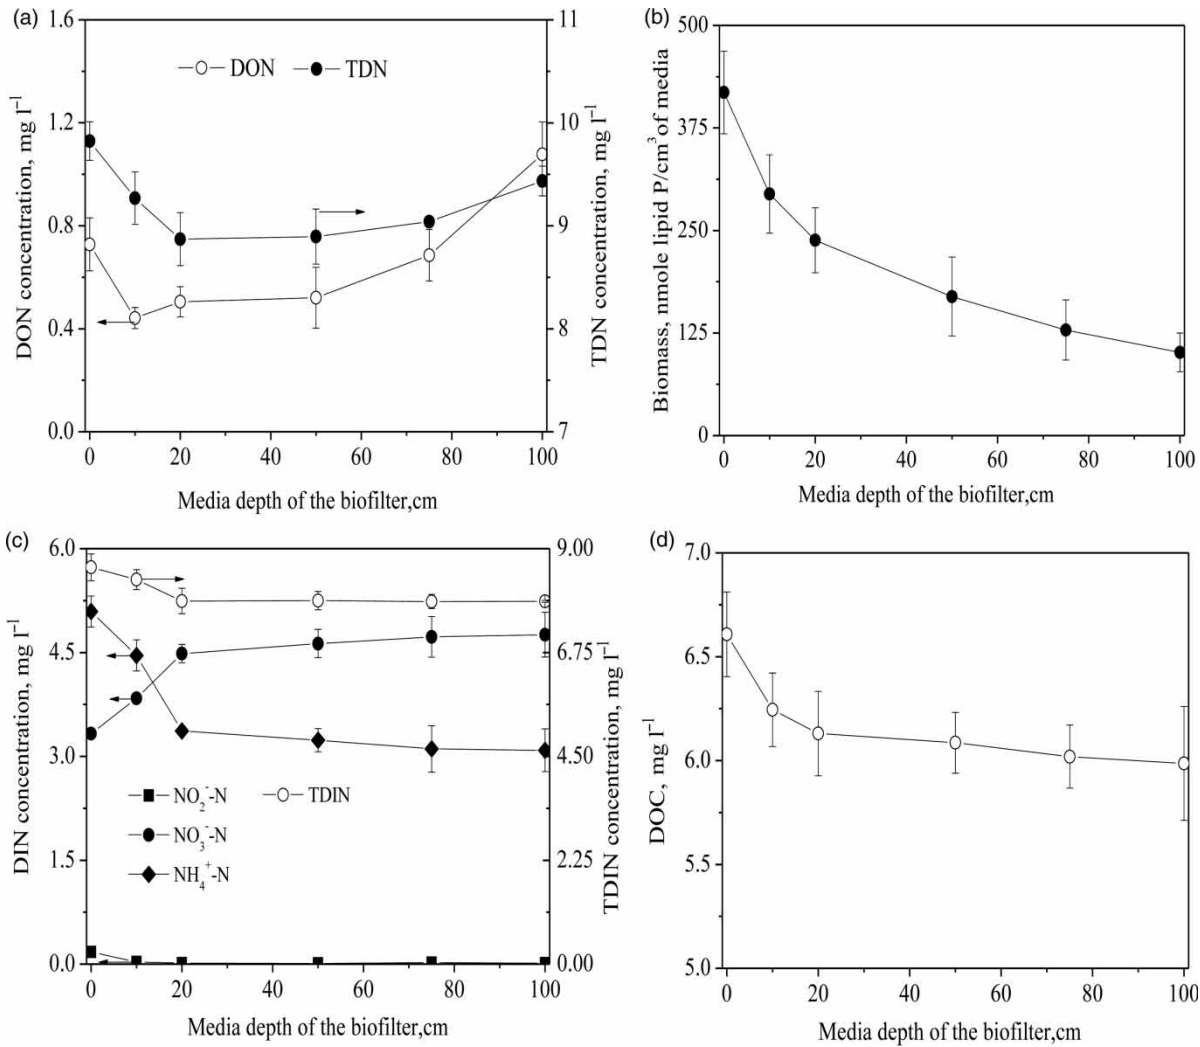 (a)
1.6
1.2
0.8
0.4
0.0
DON concentration, mg l⁻¹
DON
TDN
11
10
9
8
7
TDN concentration, mg l⁻¹
0 20 40 60 80 100
Media depth of the biofilter,cm
(b)
500
375
250
125
0
Biomass, nmole lipid P/cm³ of media
0 20 40 60 80 100
Media depth of the biofilter,cm
(c)
6.0
4.5
3.0
1.5
0.0
DIN concentration, mg l⁻¹
NO₂⁻-N
TDIN
NO₃⁻-N
NH₄⁺-N
9.00
6.75
4.50
2.25
0.00
TDIN concentration, mg l⁻¹
0 20 40 60 80 100
Media depth of the biofilter,cm
(d)
7.0
6.5
6.0
5.5
5.0
DOC, mg l⁻¹
0 20 40 60 80 100
Media depth of the biofilter,cm